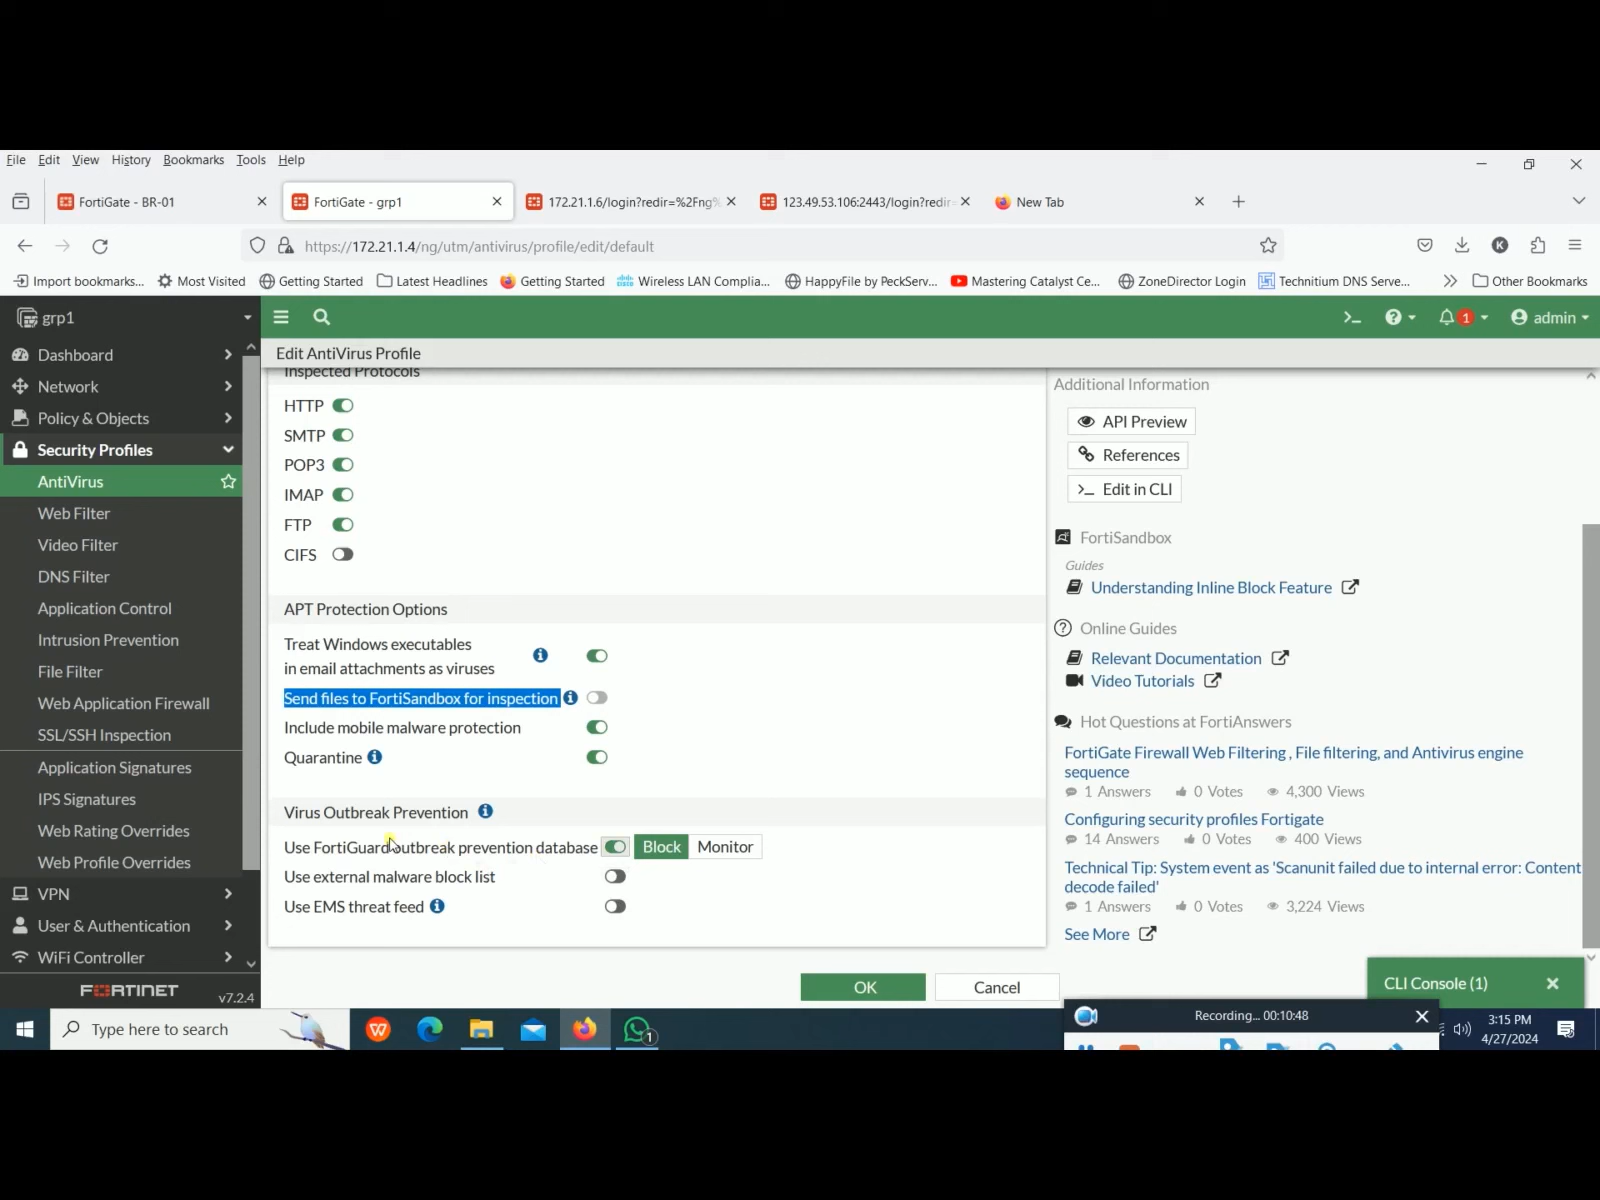 File Edit View History Bookmarks Tools Help
FortiGate - BR-01
FortiGate - grp1
172.21.1.6/login?redir=%2Fng%
123.49.53.106:2443/login?redir=
New Tab
https://172.21.1.4/ng/utm/antivirus/profile/edit/default
K
Import bookmarks... Most Visited Getting Started Latest Headlines Getting Started Wireless LAN Complia... HappyFile by PeckServ... Mastering Catalyst Ce... ZoneDirector Login Technitium DNS Serve... Other Bookmarks
grp1
1
admin
Dashboard
Network
Policy & Objects
Security Profiles
AntiVirus
Web Filter
Video Filter
DNS Filter
Application Control
Intrusion Prevention
File Filter
Web Application Firewall
SSL/SSH Inspection
Application Signatures
IPS Signatures
Web Rating Overrides
Web Profile Overrides
VPN
User & Authentication
WiFi Controller
FORTINET v7.2.4
Edit AntiVirus Profile
Inspected Protocols
HTTP
SMTP
POP3
IMAP
FTP
CIFS
APT Protection Options
Treat Windows executables
in email attachments as viruses
Send files to FortiSandbox for inspection
Include mobile malware protection
Quarantine
Virus Outbreak Prevention
Use FortiGuard outbreak prevention database Block Monitor
Use external malware block list
Use EMS threat feed
OK Cancel
Additional Information
API Preview
References
Edit in CLI
FortiSandbox
Guides
Understanding Inline Block Feature
Online Guides
Relevant Documentation
Video Tutorials
Hot Questions at FortiAnswers
FortiGate Firewall Web Filtering , File filtering, and Antivirus engine
sequence
1 Answers 0 Votes 4,300 Views
Configuring security profiles Fortigate
14 Answers 0 Votes 400 Views
Technical Tip: System event as 'Scanunit failed due to internal error: Content
decode failed'
1 Answers 0 Votes 3,224 Views
See More
CLI Console (1)
Type here to search
W
1
Recording... 00:10:48
3:15 PM
4/27/2024